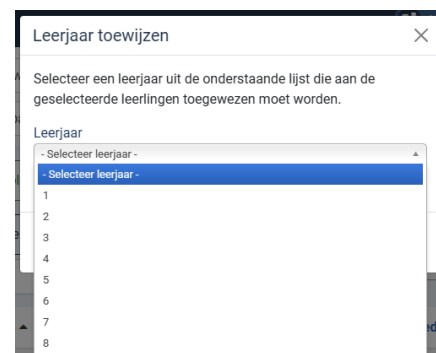 Leerjaar toewijzen
Selecteer een leerjaar uit de onderstaande lijst die aan de
geselecteerde leerlingen toegewezen moet worden.
Leerjaar
- Selecteer leerjaar -
- Selecteer leerjaar -
1
2
3
4
5
6
7
8